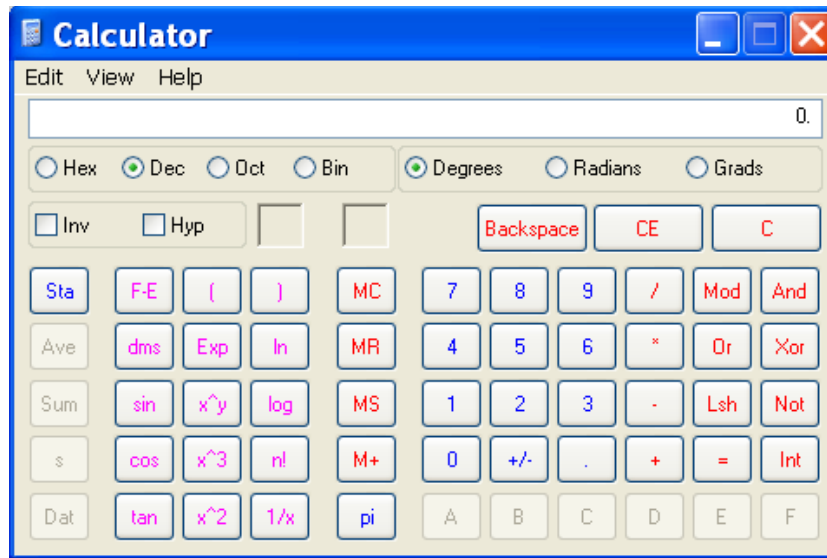 Calculator
Edit View Help
0.
Hex Dec Oct Bin Degrees Radians Grads
Inv Hyp Backspace CE C
Sta F-E ( ) MC 7 8 9 / Mod And
Ave dms Exp ln MR 4 5 6 * Or Xor
Sum sin x^y log MS 1 2 3 - Lsh Not
s cos x^3 n! M+ 0 +/- . + = Int
Dat tan x^2 1/x pi A B C D E F